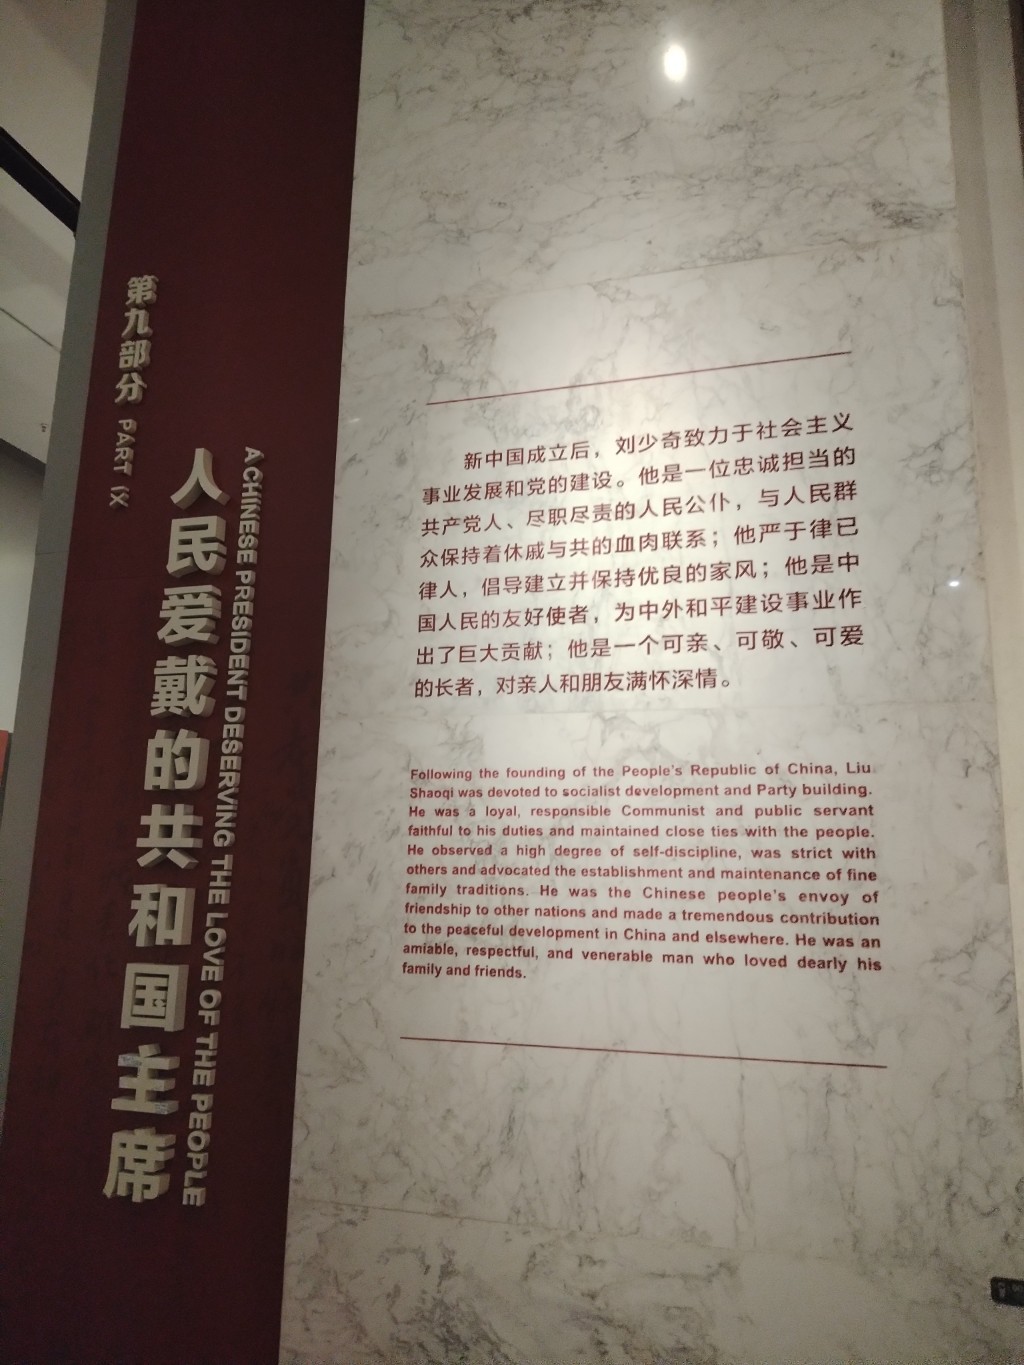 第九部分 PART IX
人民爱戴的共和国主席
A CHINESE PRESIDENT DESERVING THE LOVE OF THE PEOPLE
新中国成立后，刘少奇致力于社会主义
事业发展和党的建设。他是一位忠诚担当的
共产党人、尽职尽责的人民公仆，与人民群
众保持着休戚与共的血肉联系；他严于律已
律人，倡导建立并保持优良的家风；他是中
国人民的友好使者，为中外和平建设事业作
出了巨大贡献；他是一个可亲、可敬、可爱
的长者，对亲人和朋友满怀深情。
Following the founding of the People's Republic of China, Liu
Shaoqi was devoted to socialist development and Party building.
He was a loyal, responsible Communist and public servant
faithful to his duties and maintained close ties with the people.
He observed a high degree of self-discipline, was strict with
others and advocated the establishment and maintenance of fine
family traditions. He was the Chinese people's envoy of
friendship to other nations and made a tremendous contribution
to the peaceful development in China and elsewhere. He was an
amiable, respectful, and venerable man who loved dearly his
family and friends.